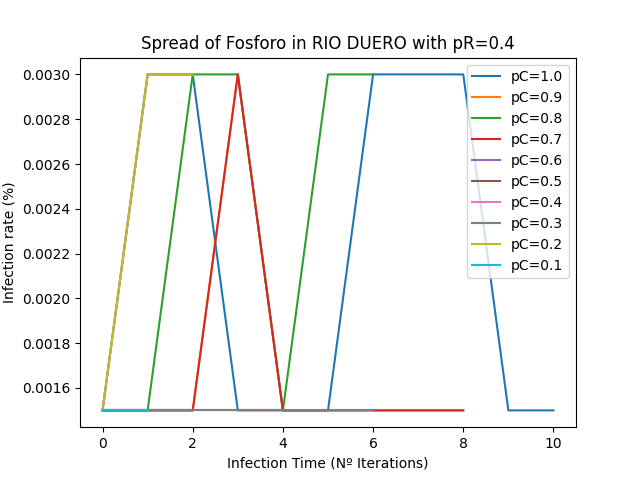 Spread of Fosforo in RIO DUERO with pR=0.4
Infection rate (%)
0.0030
0.0028
0.0026
0.0024
0.0022
0.0020
0.0018
0.0016
pC=1.0
pC=0.9
pC=0.8
pC=0.7
pC=0.6
pC=0.5
pC=0.4
pC=0.3
pC=0.2
pC=0.1
0 2 4 6 8 10
Infection Time (Nº Iterations)